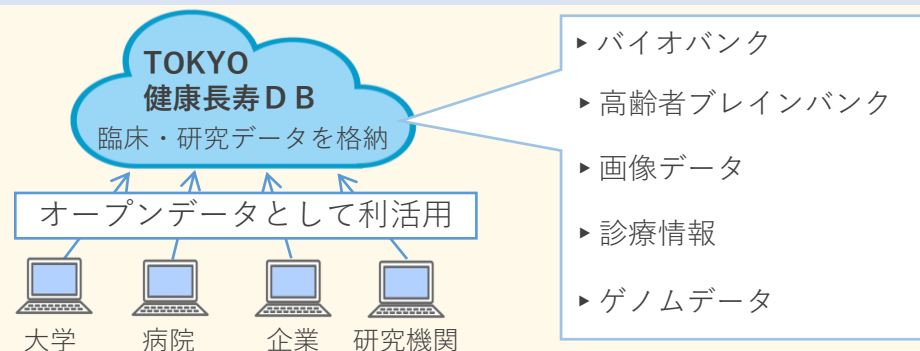 TOKYO
健康長寿ＤＢ
臨床・研究データを格納
▸ バイオバンク
▸ 高齢者ブレインバンク
▸ 画像データ
▸ 診療情報
▸ ゲノムデータ
オープンデータとして利活用
大学
病院
企業
研究機関